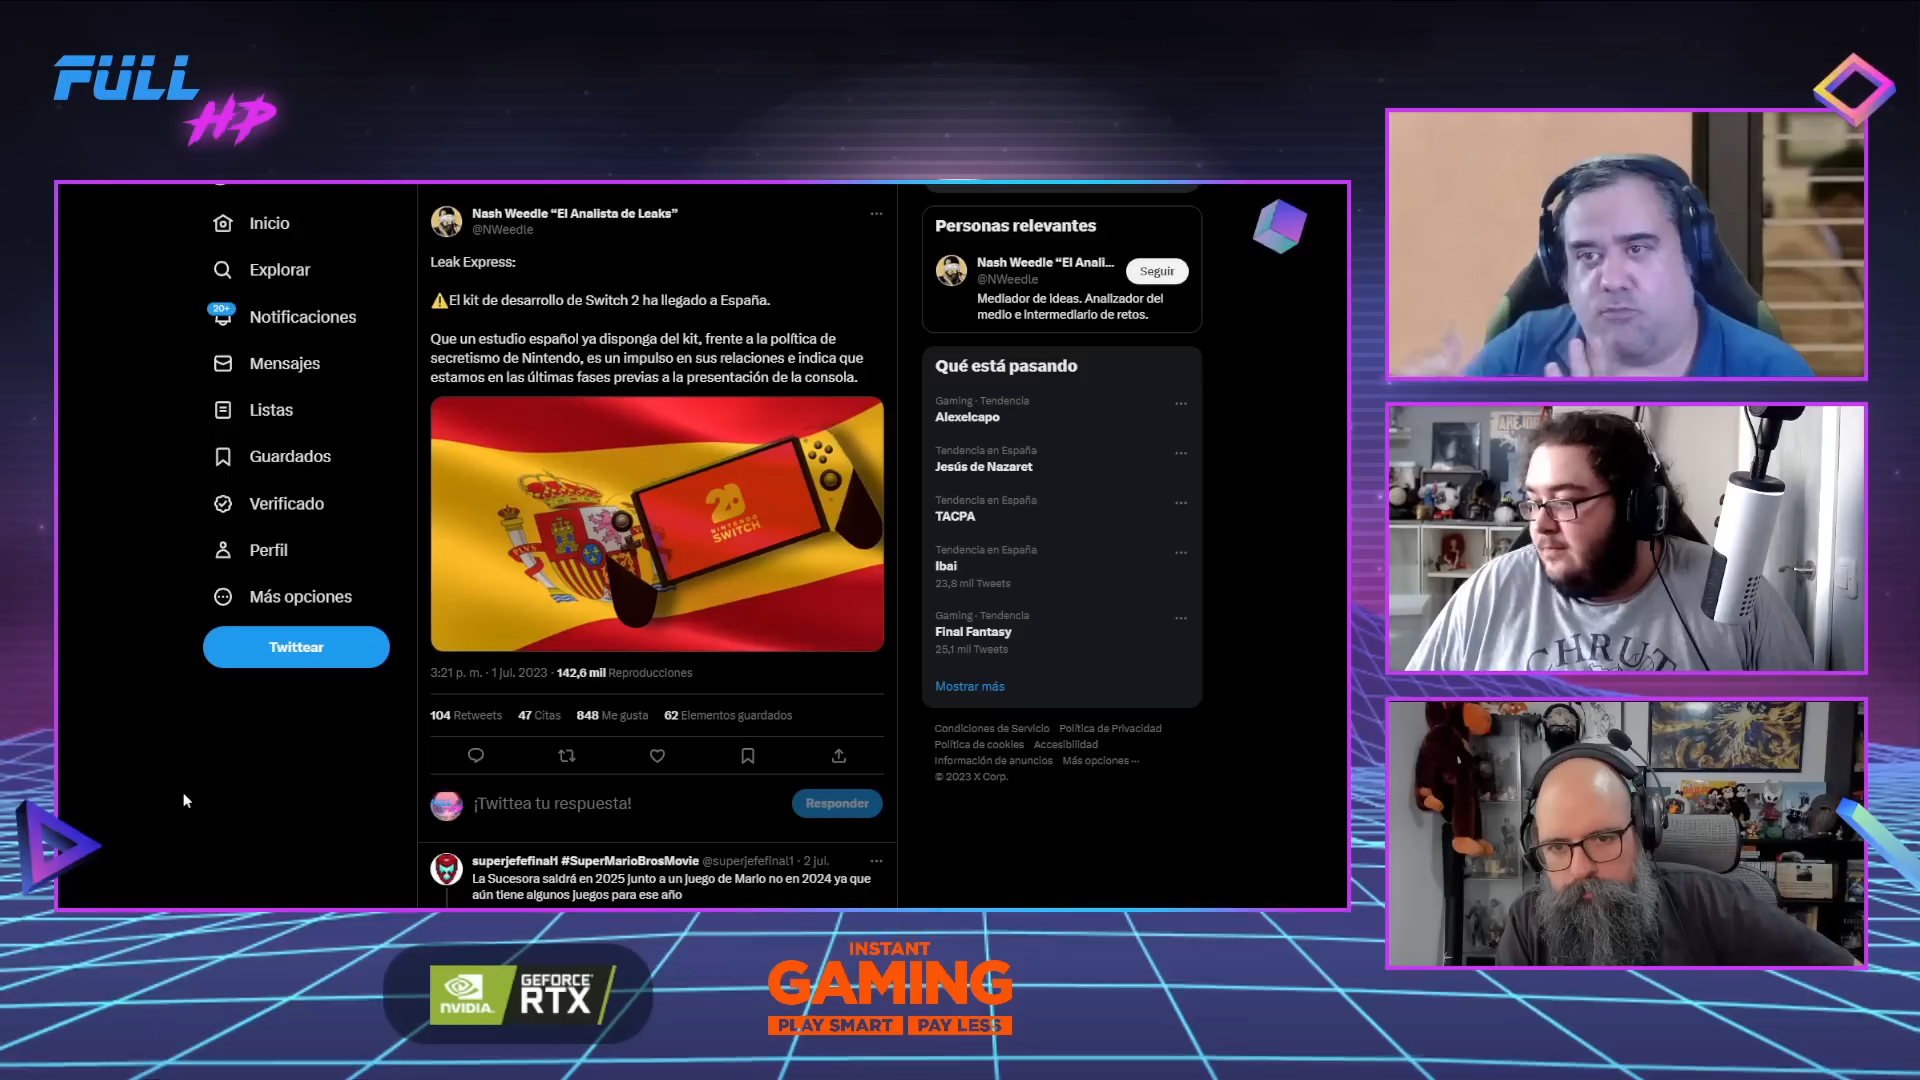 FULL
HP
Inicio
Explorar
20+
Notificaciones
Mensajes
Listas
Guardados
Verificado
Perfil
Más opciones
Twittear
Nash Weedle “El Analista de Leaks”
@NWeedle
Leak Express:
⚠️El kit de desarrollo de Switch 2 ha llegado a España.
Que un estudio español ya disponga del kit, frente a la política de
secretismo de Nintendo, es un impulso en sus relaciones e indica que
estamos en las últimas fases previas a la presentación de la consola.
PLVS
NINTENDO
SWITCH
3:21 p. m. · 1 jul. 2023 · 142,6 mil Reproducciones
104 Retweets 47 Citas 848 Me gusta 62 Elementos guardados
¡Twittea tu respuesta!
Responder
superjefefinal1 #SuperMarioBrosMovie @superjefefinal1 · 2 jul.
La Sucesora saldrá en 2025 junto a un juego de Mario no en 2024 ya que
aún tiene algunos juegos para ese año
Personas relevantes
Nash Weedle “El Anali...
@NWeedle
Seguir
Mediador de ideas. Analizador del
medio e intermediario de retos.
Qué está pasando
Gaming · Tendencia
Alexelcapo
Tendencia en España
Jesús de Nazaret
Tendencia en España
TACPA
Tendencia en España
Ibai
23,8 mil Tweets
Gaming · Tendencia
Final Fantasy
25,1 mil Tweets
Mostrar más
Condiciones de Servicio Política de Privacidad
Política de cookies Accesibilidad
Información de anuncios Más opciones ···
© 2023 X Corp.
CHRUT
NVIDIA.
GEFORCE
RTX
INSTANT
GAMING
PLAY SMART PAY LESS